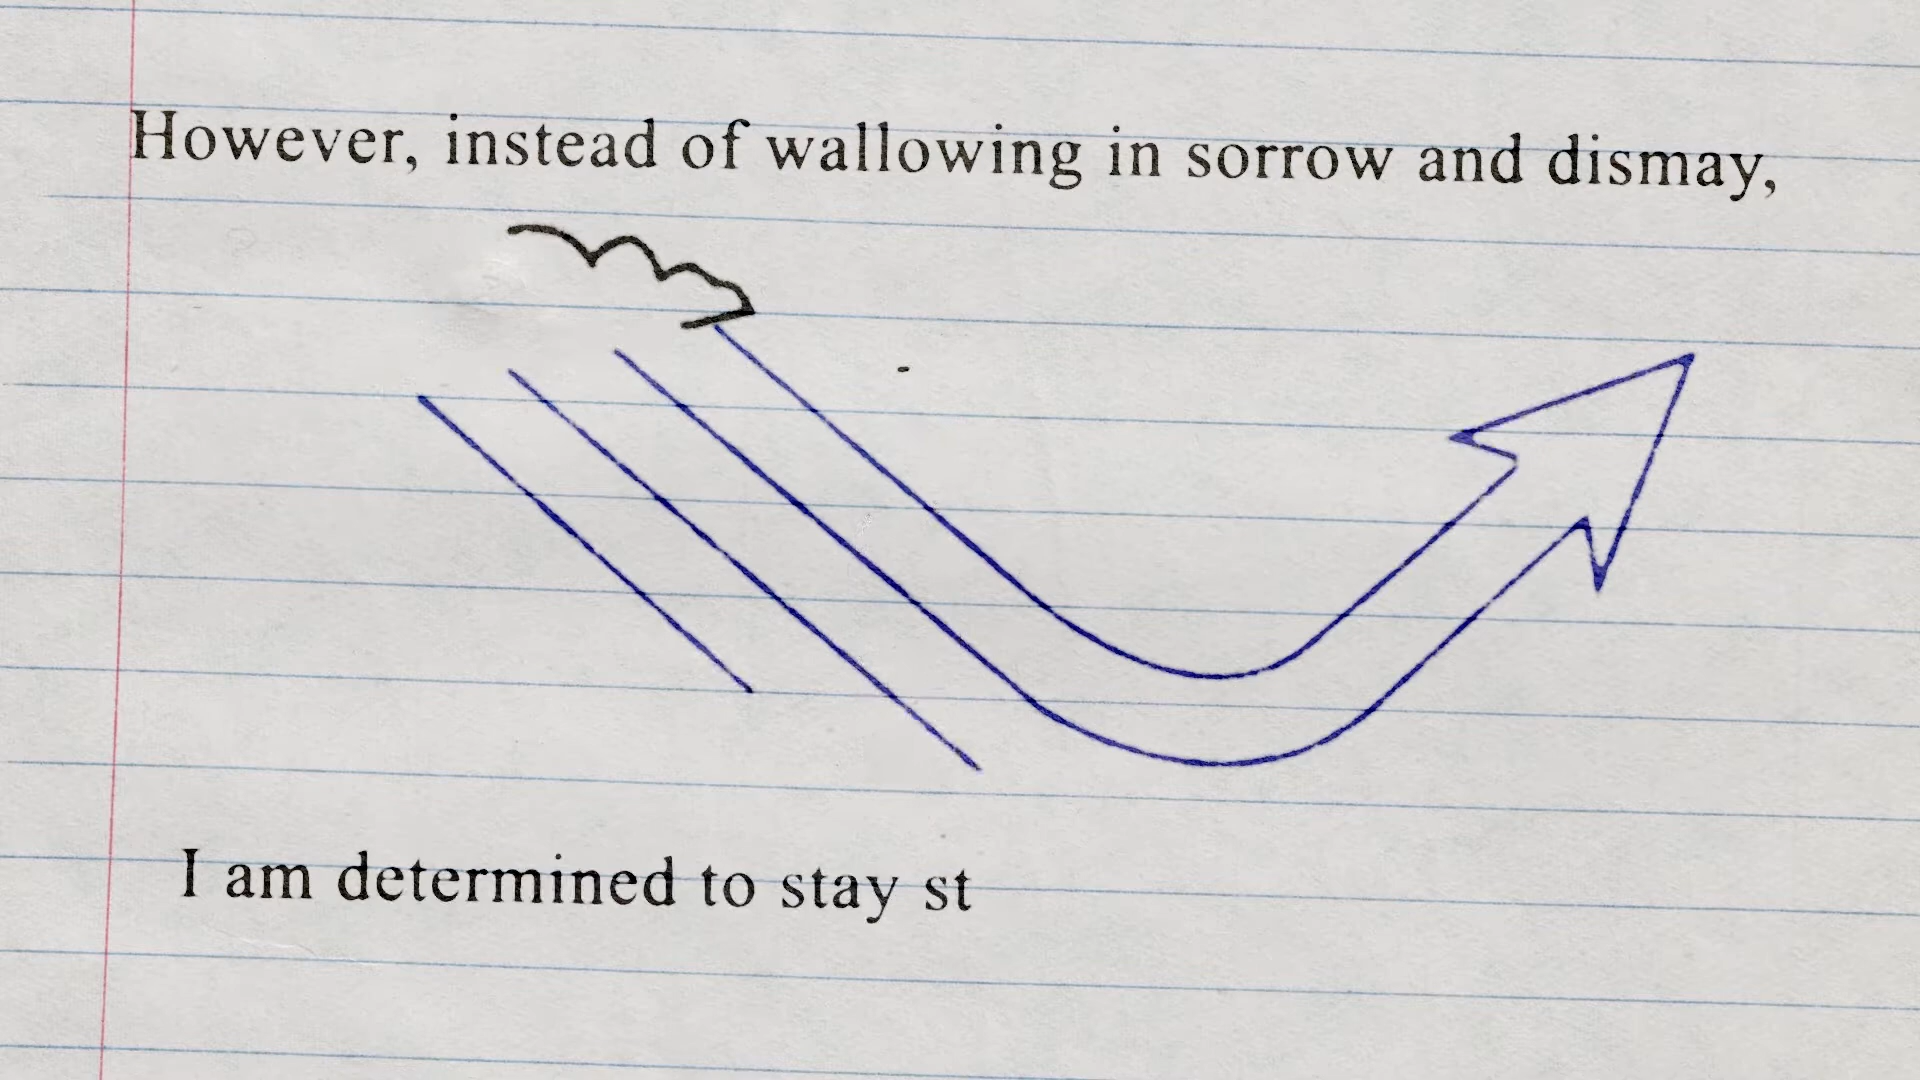 However, instead of wallowing in sorrow and dismay,
I am determined to stay st